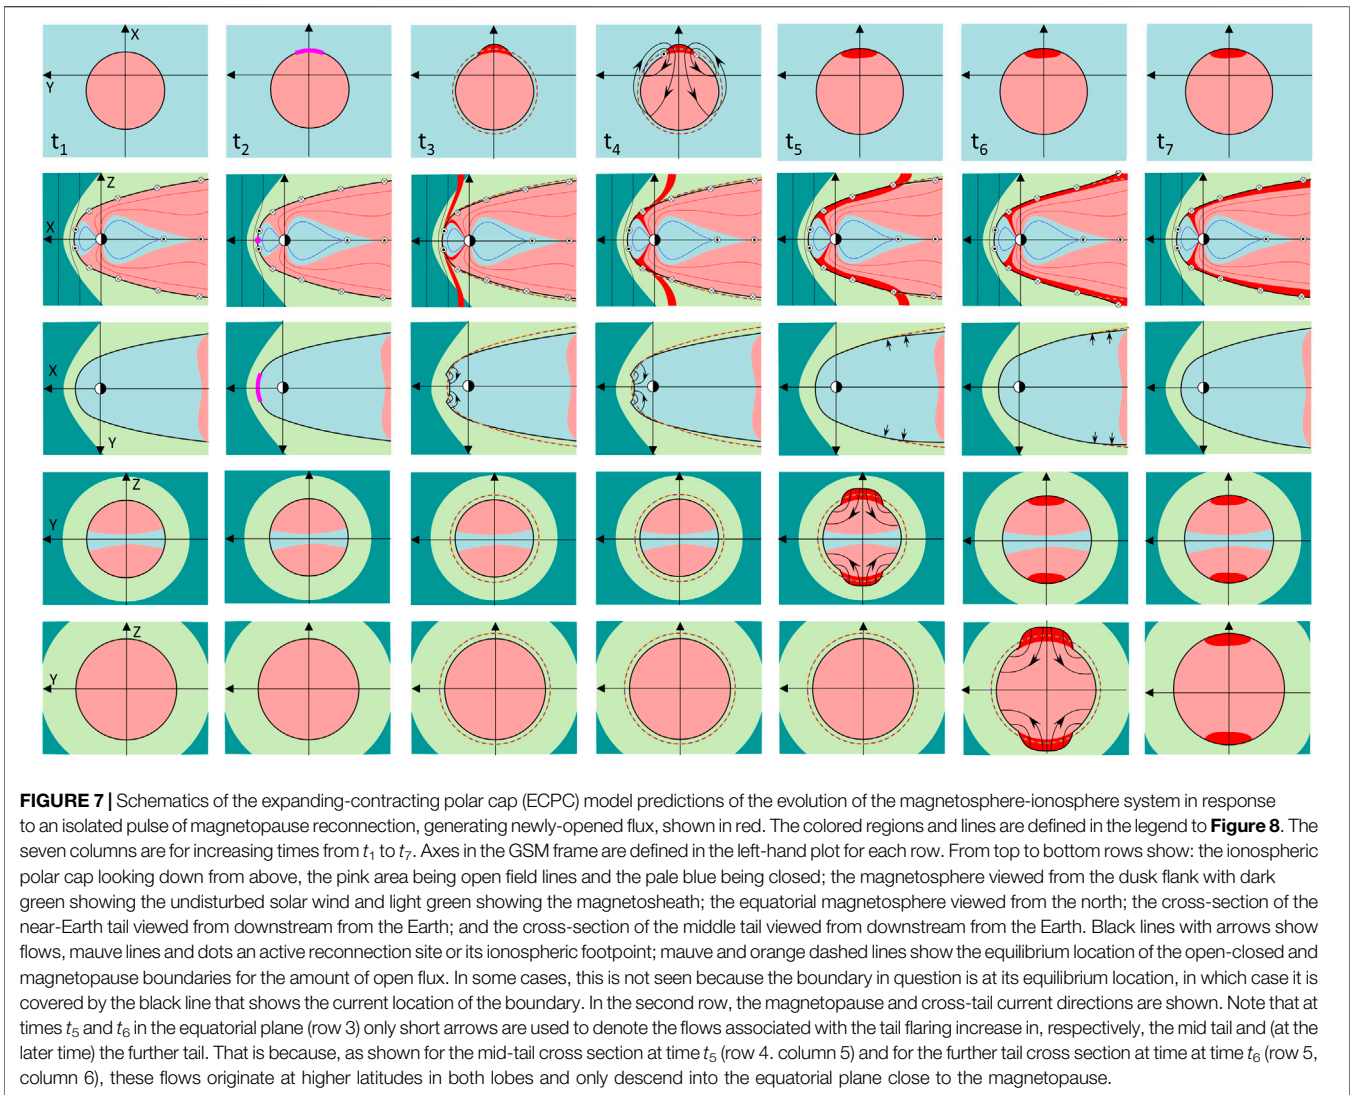 X
Y
t1
t2
t3
t4
t5
t6
t7
Z
X
X
Y
Z
Y
Z
Y
FIGURE 7 | Schematics of the expanding-contracting polar cap (ECPC) model predictions of the evolution of the magnetosphere-ionosphere system in response
to an isolated pulse of magnetopause reconnection, generating newly-opened flux, shown in red. The colored regions and lines are defined in the legend to Figure 8. The
seven columns are for increasing times from t1 to t7. Axes in the GSM frame are defined in the left-hand plot for each row. From top to bottom rows show: the ionospheric
polar cap looking down from above, the pink area being open field lines and the pale blue being closed; the magnetosphere viewed from the dusk flank with dark
green showing the undisturbed solar wind and light green showing the magnetosheath; the equatorial magnetosphere viewed from the north; the cross-section of the
near-Earth tail viewed from downstream from the Earth; and the cross-section of the middle tail viewed from downstream from the Earth. Black lines with arrows show
flows, mauve lines and dots an active reconnection site or its ionospheric footpoint; mauve and orange dashed lines show the equilibrium location of the open-closed and
magnetopause boundaries for the amount of open flux. In some cases, this is not seen because the boundary in question is at its equilibrium location, in which case it is
covered by the black line that shows the current location of the boundary. In the second row, the magnetopause and cross-tail current directions are shown. Note that at
times t5 and t6 in the equatorial plane (row 3) only short arrows are used to denote the flows associated with the tail flaring increase in, respectively, the mid tail and (at the
later time) the further tail. That is because, as shown for the mid-tail cross section at time t5 (row 4. column 5) and for the further tail cross section at time at time t6 (row 5,
column 6), these flows originate at higher latitudes in both lobes and only descend into the equatorial plane close to the magnetopause.